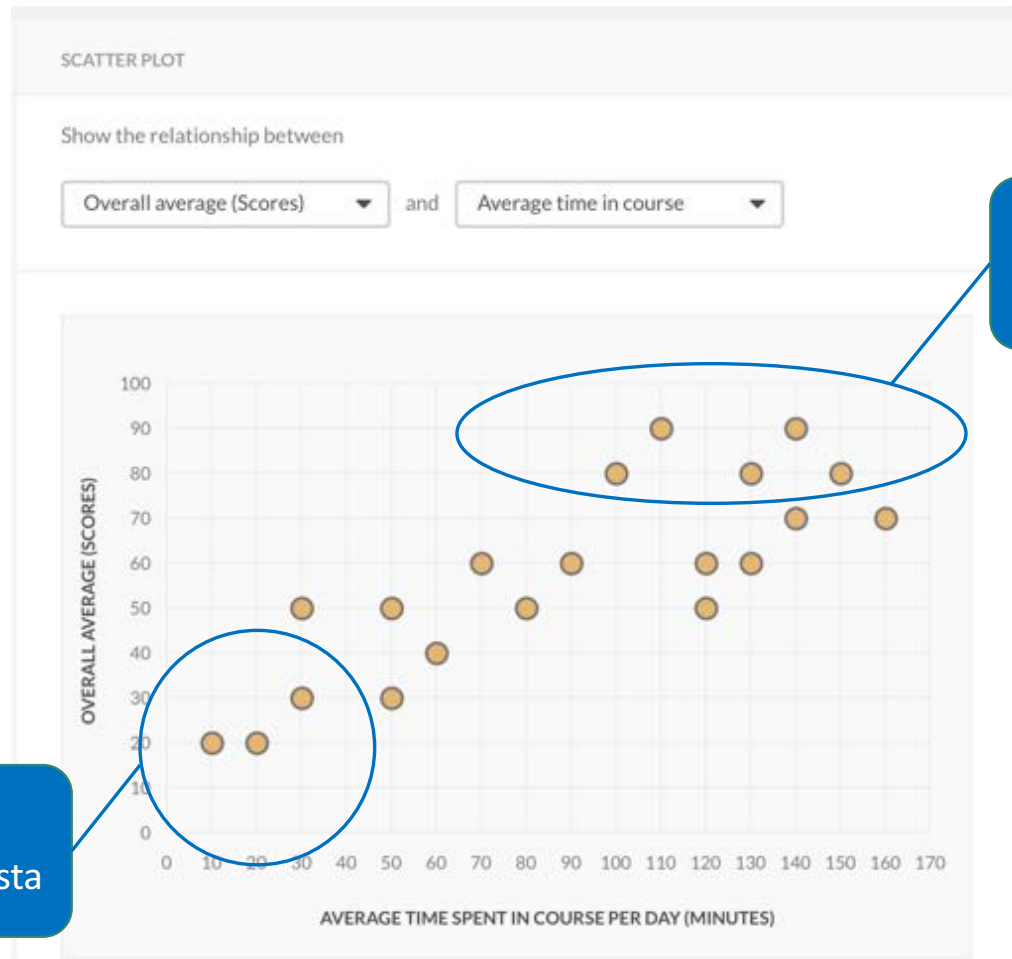 SCATTER PLOT
Show the relationship between
Overall average (Scores) and Average time in course
100
90
80
70
60
50
40
30
20
10
0
OVERALL AVERAGE (SCORES)
0 10 20 30 40 50 60 70 80 90 100 110 120 130 140 150 160 170
AVERAGE TIME SPENT IN COURSE PER DAY (MINUTES)
sta